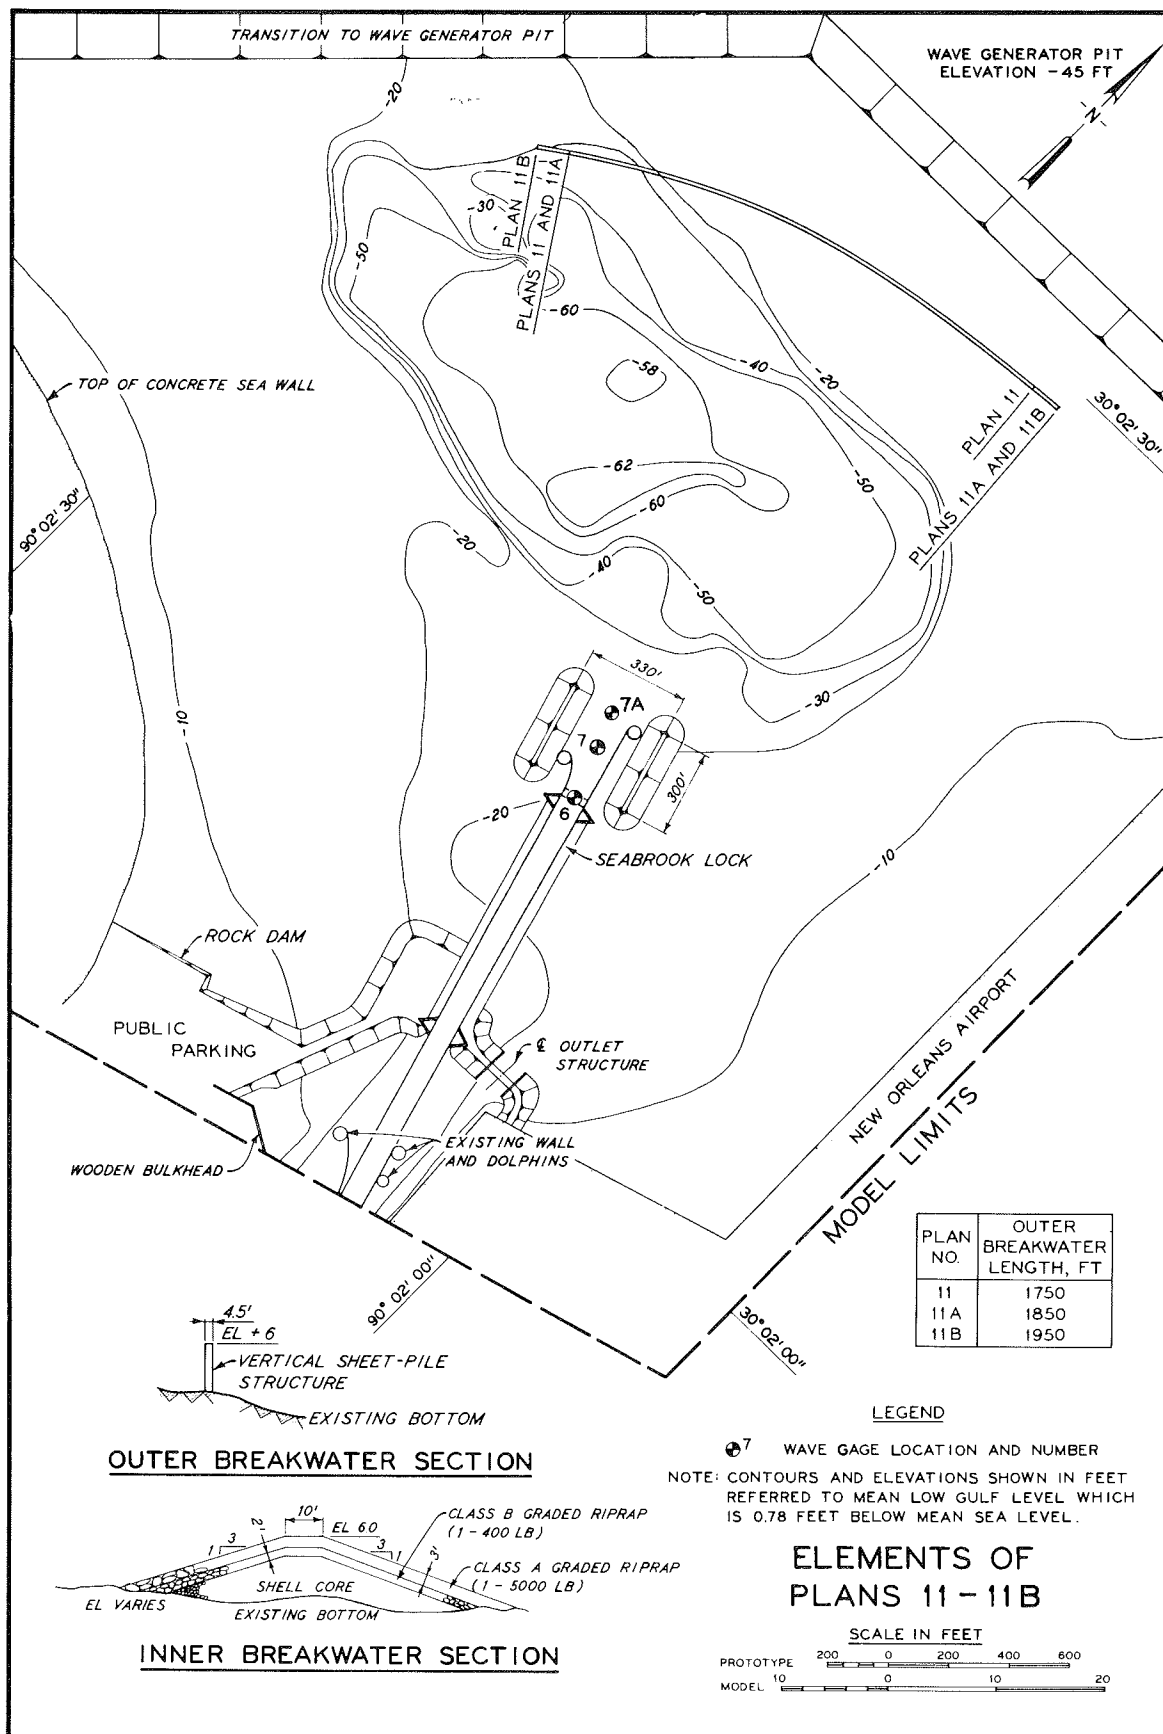 TRANSITION TO WAVE GENERATOR PIT
WAVE GENERATOR PIT
ELEVATION -45 FT
N
-20
PLAN 11B
PLANS 11 AND 11A
-30
-30
-50
-60
-58
-40
-20
TOP OF CONCRETE SEA WALL
PLAN 11
PLANS 11A AND 11B
30° 02' 30"
90° 02' 30"
-62
-60
-50
-20
-40
-50
-30
-10
330'
7A
7
300'
6
-20
SEABROOK LOCK
-10
ROCK DAM
PUBLIC
PARKING
℄ OUTLET
STRUCTURE
NEW ORLEANS AIRPORT
MODEL LIMITS
EXISTING WALL
AND DOLPHINS
WOODEN BULKHEAD
90° 02' 00"
30° 02' 00"
PLAN NO.
OUTER BREAKWATER LENGTH, FT
11 1750
11A 1850
11B 1950
4.5'
EL + 6
VERTICAL SHEET-PILE
STRUCTURE
EXISTING BOTTOM
OUTER BREAKWATER SECTION
LEGEND
7 WAVE GAGE LOCATION AND NUMBER
NOTE: CONTOURS AND ELEVATIONS SHOWN IN FEET
REFERRED TO MEAN LOW GULF LEVEL WHICH
IS 0.78 FEET BELOW MEAN SEA LEVEL.
10'
EL 6.0
2'
3
1
3
1
3'
CLASS B GRADED RIPRAP
(1 - 400 LB)
CLASS A GRADED RIPRAP
(1 - 5000 LB)
SHELL CORE
EL VARIES
EXISTING BOTTOM
INNER BREAKWATER SECTION
ELEMENTS OF
PLANS 11 - 11B
SCALE IN FEET
PROTOTYPE 200 0 200 400 600
MODEL 10 0 10 20